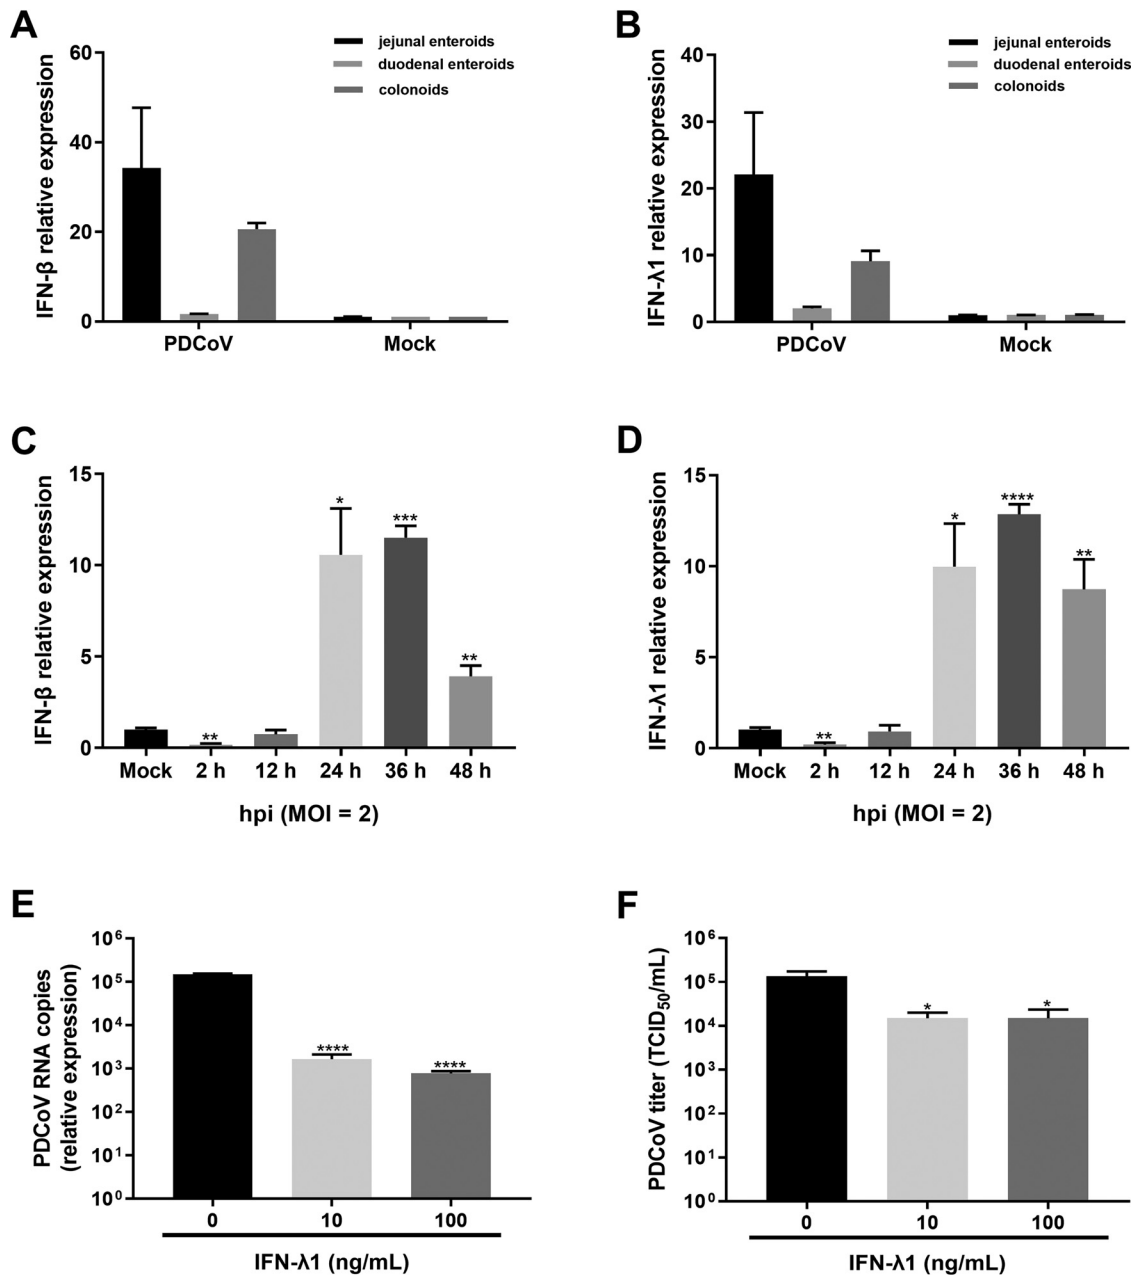 A
IFN-β relative expression
60
40
20
0
jejunal enteroids
duodenal enteroids
colonoids
PDCoV
Mock
B
IFN-λ1 relative expression
40
30
20
10
0
jejunal enteroids
duodenal enteroids
colonoids
PDCoV
Mock
C
IFN-β relative expression
15
10
5
0
**
*
***
**
Mock 2 h 12 h 24 h 36 h 48 h
hpi (MOI = 2)
D
IFN-λ1 relative expression
15
10
5
0
**
*
****
**
Mock 2 h 12 h 24 h 36 h 48 h
hpi (MOI = 2)
E
PDCoV RNA copies
(relative expression)
10⁶
10⁵
10⁴
10³
10²
10¹
10⁰
****
****
0 10 100
IFN-λ1 (ng/mL)
F
PDCoV titer (TCID₅₀/mL)
10⁶
10⁵
10⁴
10³
10²
10¹
10⁰
*
*
0 10 100
IFN-λ1 (ng/mL)